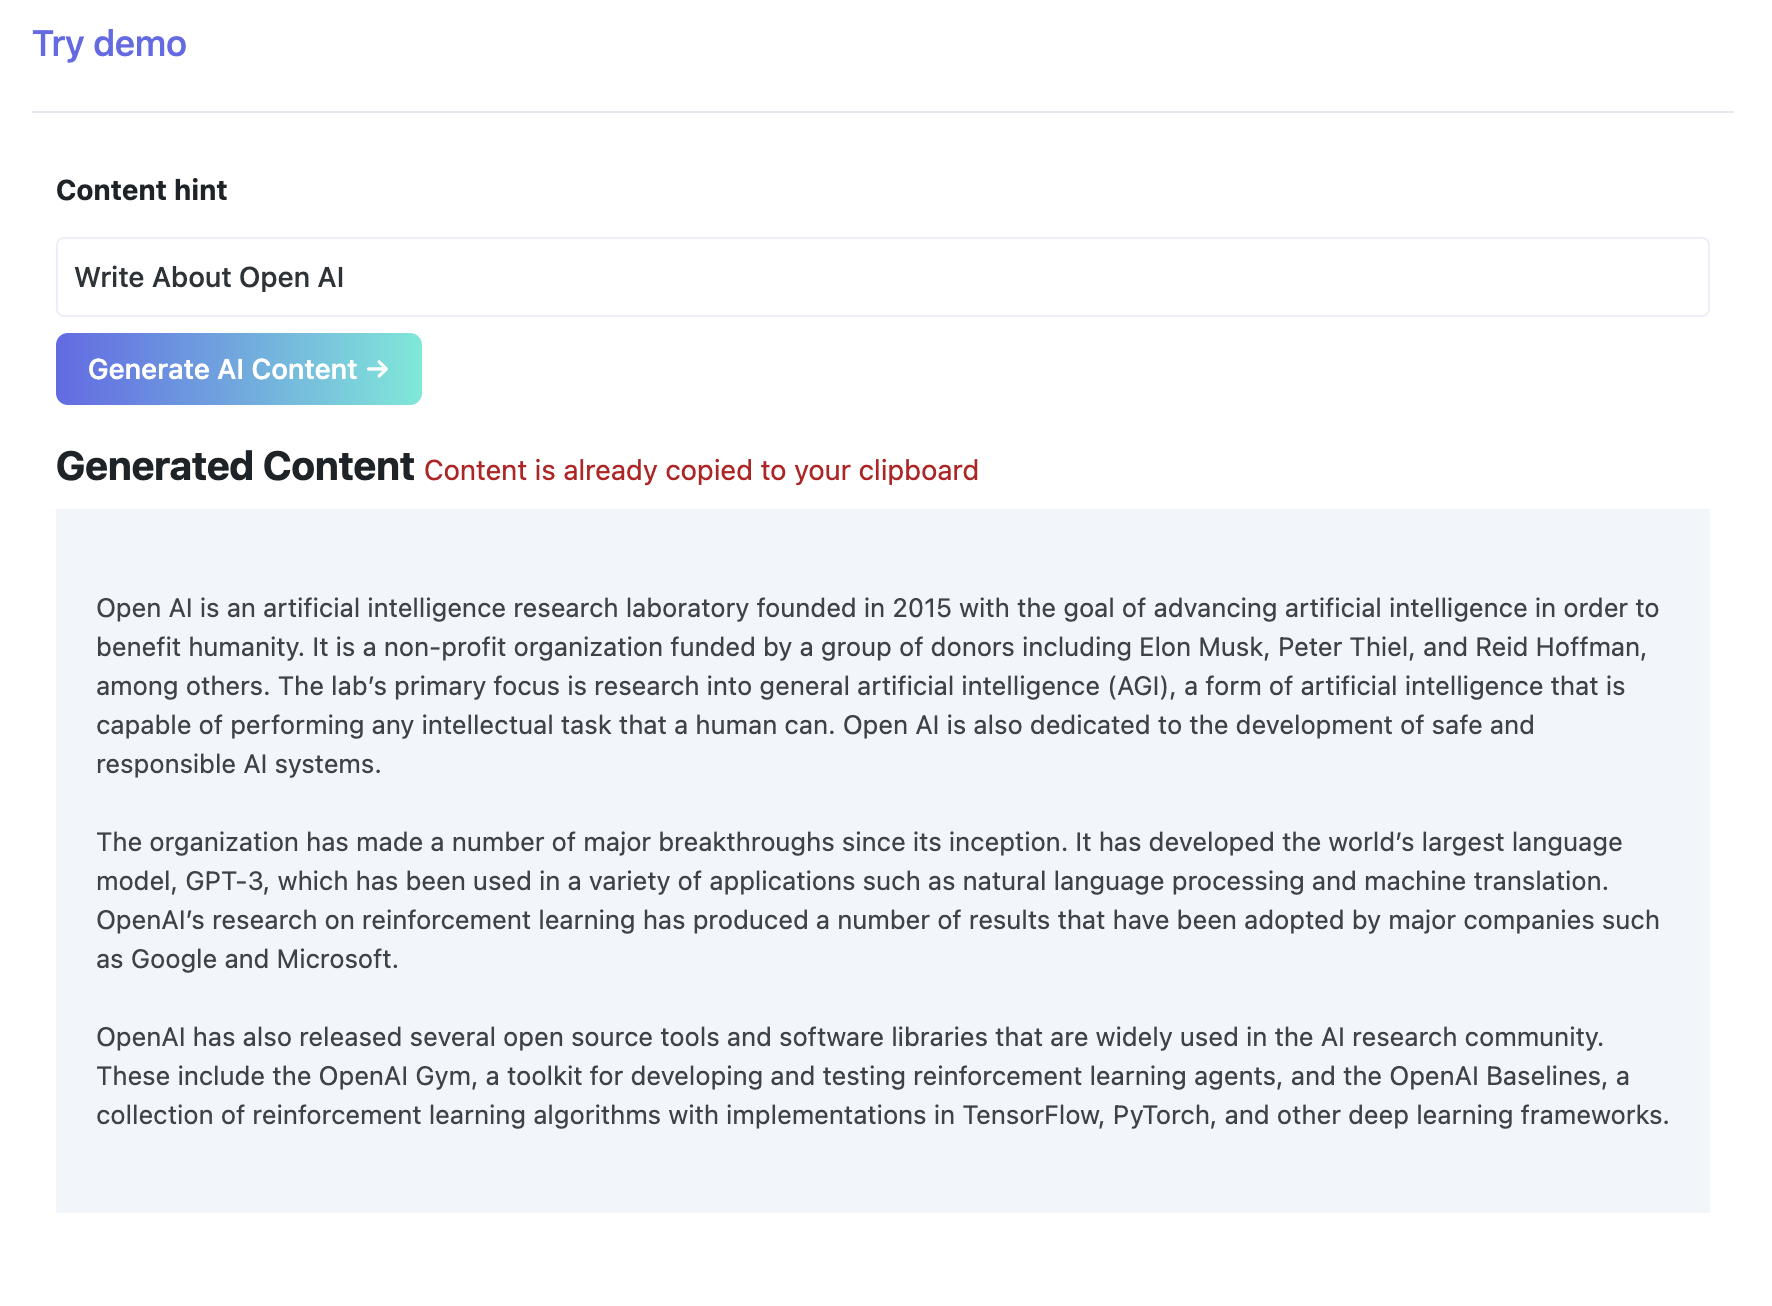 Try demo
Content hint
Write About Open AI
Generate AI Content →
Generated Content Content is already copied to your clipboard
Open AI is an artificial intelligence research laboratory founded in 2015 with the goal of advancing artificial intelligence in order to
benefit humanity. It is a non-profit organization funded by a group of donors including Elon Musk, Peter Thiel, and Reid Hoffman,
among others. The lab’s primary focus is research into general artificial intelligence (AGI), a form of artificial intelligence that is
capable of performing any intellectual task that a human can. Open AI is also dedicated to the development of safe and
responsible AI systems.
The organization has made a number of major breakthroughs since its inception. It has developed the world’s largest language
model, GPT-3, which has been used in a variety of applications such as natural language processing and machine translation.
OpenAI’s research on reinforcement learning has produced a number of results that have been adopted by major companies such
as Google and Microsoft.
OpenAI has also released several open source tools and software libraries that are widely used in the AI research community.
These include the OpenAI Gym, a toolkit for developing and testing reinforcement learning agents, and the OpenAI Baselines, a
collection of reinforcement learning algorithms with implementations in TensorFlow, PyTorch, and other deep learning frameworks.